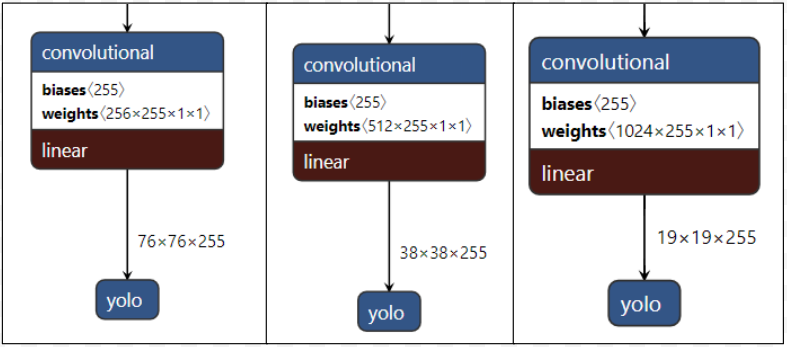 convolutional
biases⟨255⟩
weights⟨256×255×1×1⟩
linear
76×76×255
yolo
convolutional
biases⟨255⟩
weights⟨512×255×1×1⟩
linear
38×38×255
yolo
convolutional
biases⟨255⟩
weights⟨1024×255×1×1⟩
linear
19×19×255
yolo